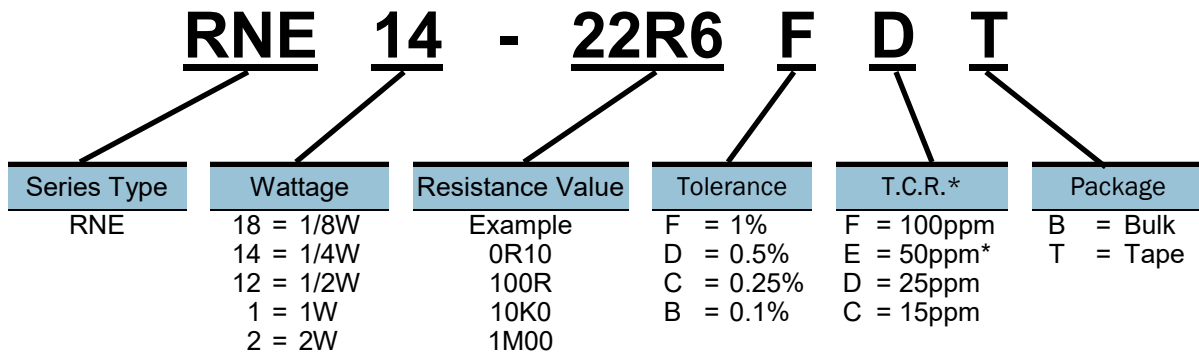 RNE 14 - 22R6 F D T
Series Type Wattage Resistance Value Tolerance T.C.R.* Package
RNE 18 = 1/8W Example F = 1% F = 100ppm B = Bulk
14 = 1/4W 0R10 D = 0.5% E = 50ppm* T = Tape
12 = 1/2W 100R C = 0.25% D = 25ppm
1 = 1W 10K0 B = 0.1% C = 15ppm
2 = 2W 1M00